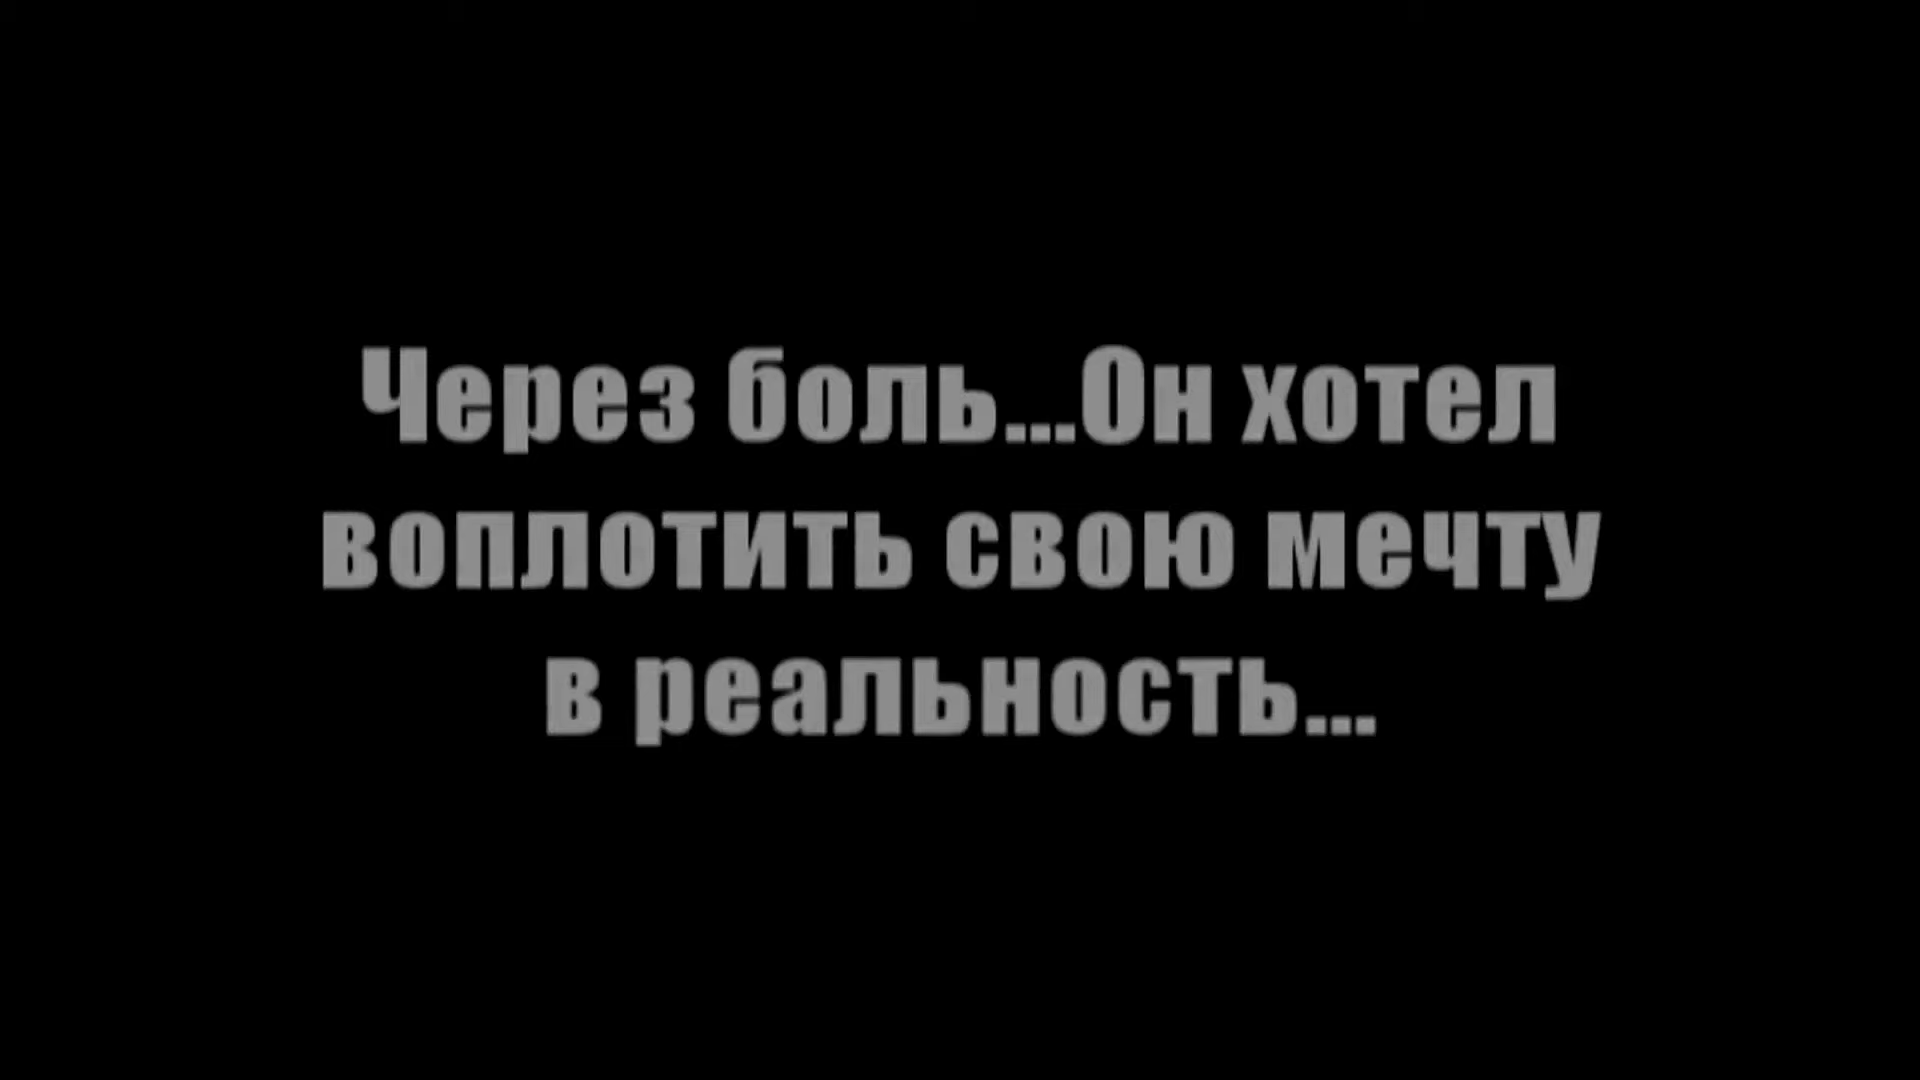 Через боль...Он хотел
воплотить свою мечту
в реальность...